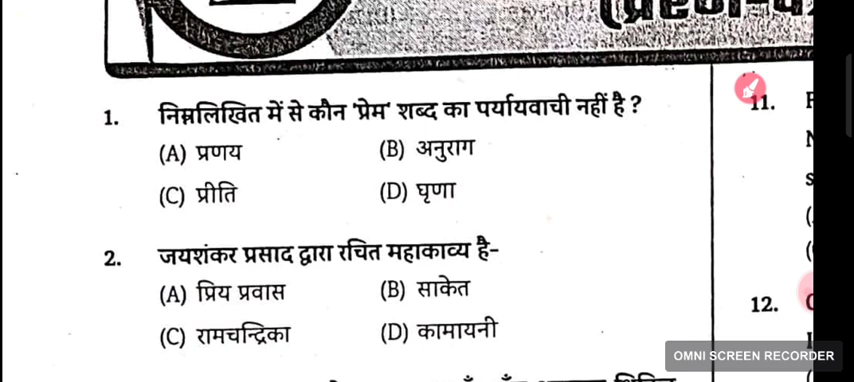 1. निम्नलिखित में से कौन 'प्रेम' शब्द का पर्यायवाची नहीं है ?
(A) प्रणय (B) अनुराग
(C) प्रीति (D) घृणा
2. जयशंकर प्रसाद द्वारा रचित महाकाव्य है-
(A) प्रिय प्रवास (B) साकेत
(C) रामचन्द्रिका (D) कामायनी
11.
12.
OMNI SCREEN RECORDER